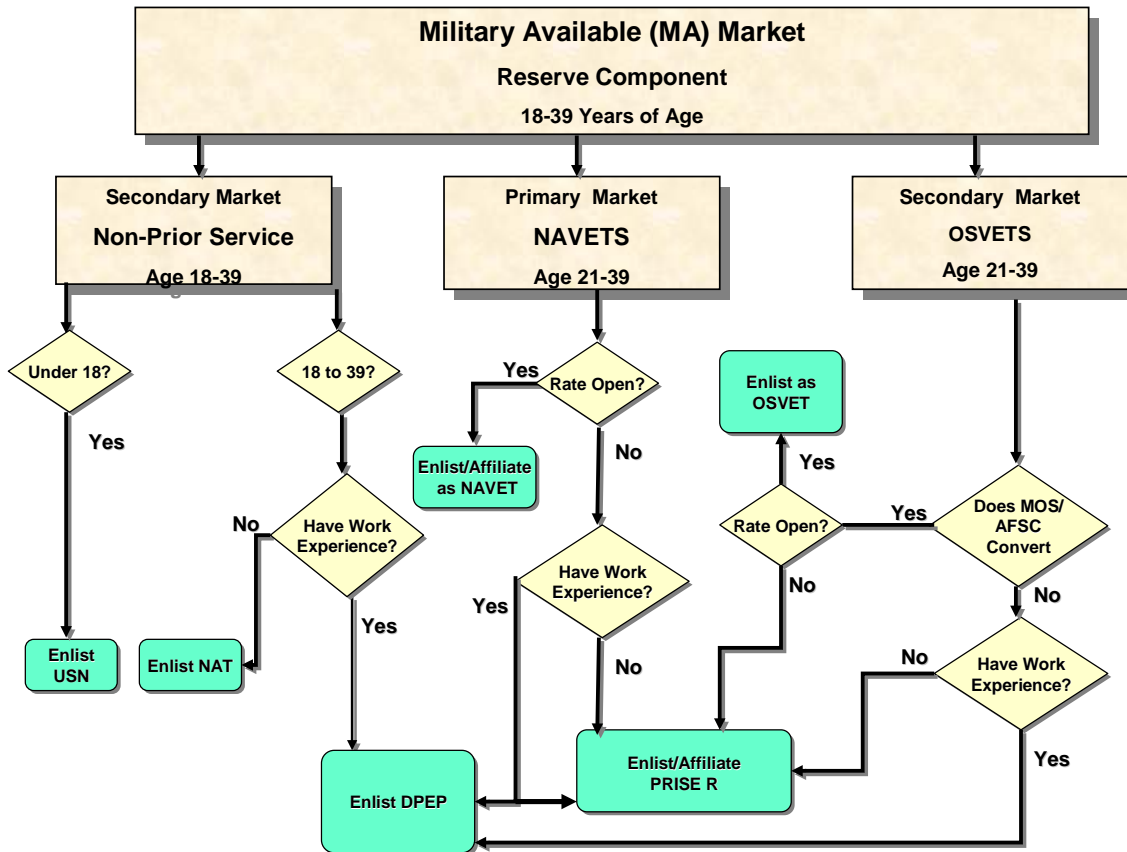 Military Available (MA) Market
Reserve Component
18-39 Years of Age
Secondary Market
Non-Prior Service
Age 18-39
Primary Market
NAVETS
Age 21-39
Secondary Market
OSVETS
Age 21-39
Under 18?
18 to 39?
Yes
Rate Open?
Enlist as
OSVET
Yes
No
Enlist/Affiliate
as NAVET
Yes
No
Have Work
Experience?
Rate Open?
Yes
Does MOS/
AFSC
Convert
Yes
Have Work
Experience?
No
No
Yes
Enlist
USN
Enlist NAT
No
No
Have Work
Experience?
Enlist DPEP
Enlist/Affiliate
PRISE R
Yes